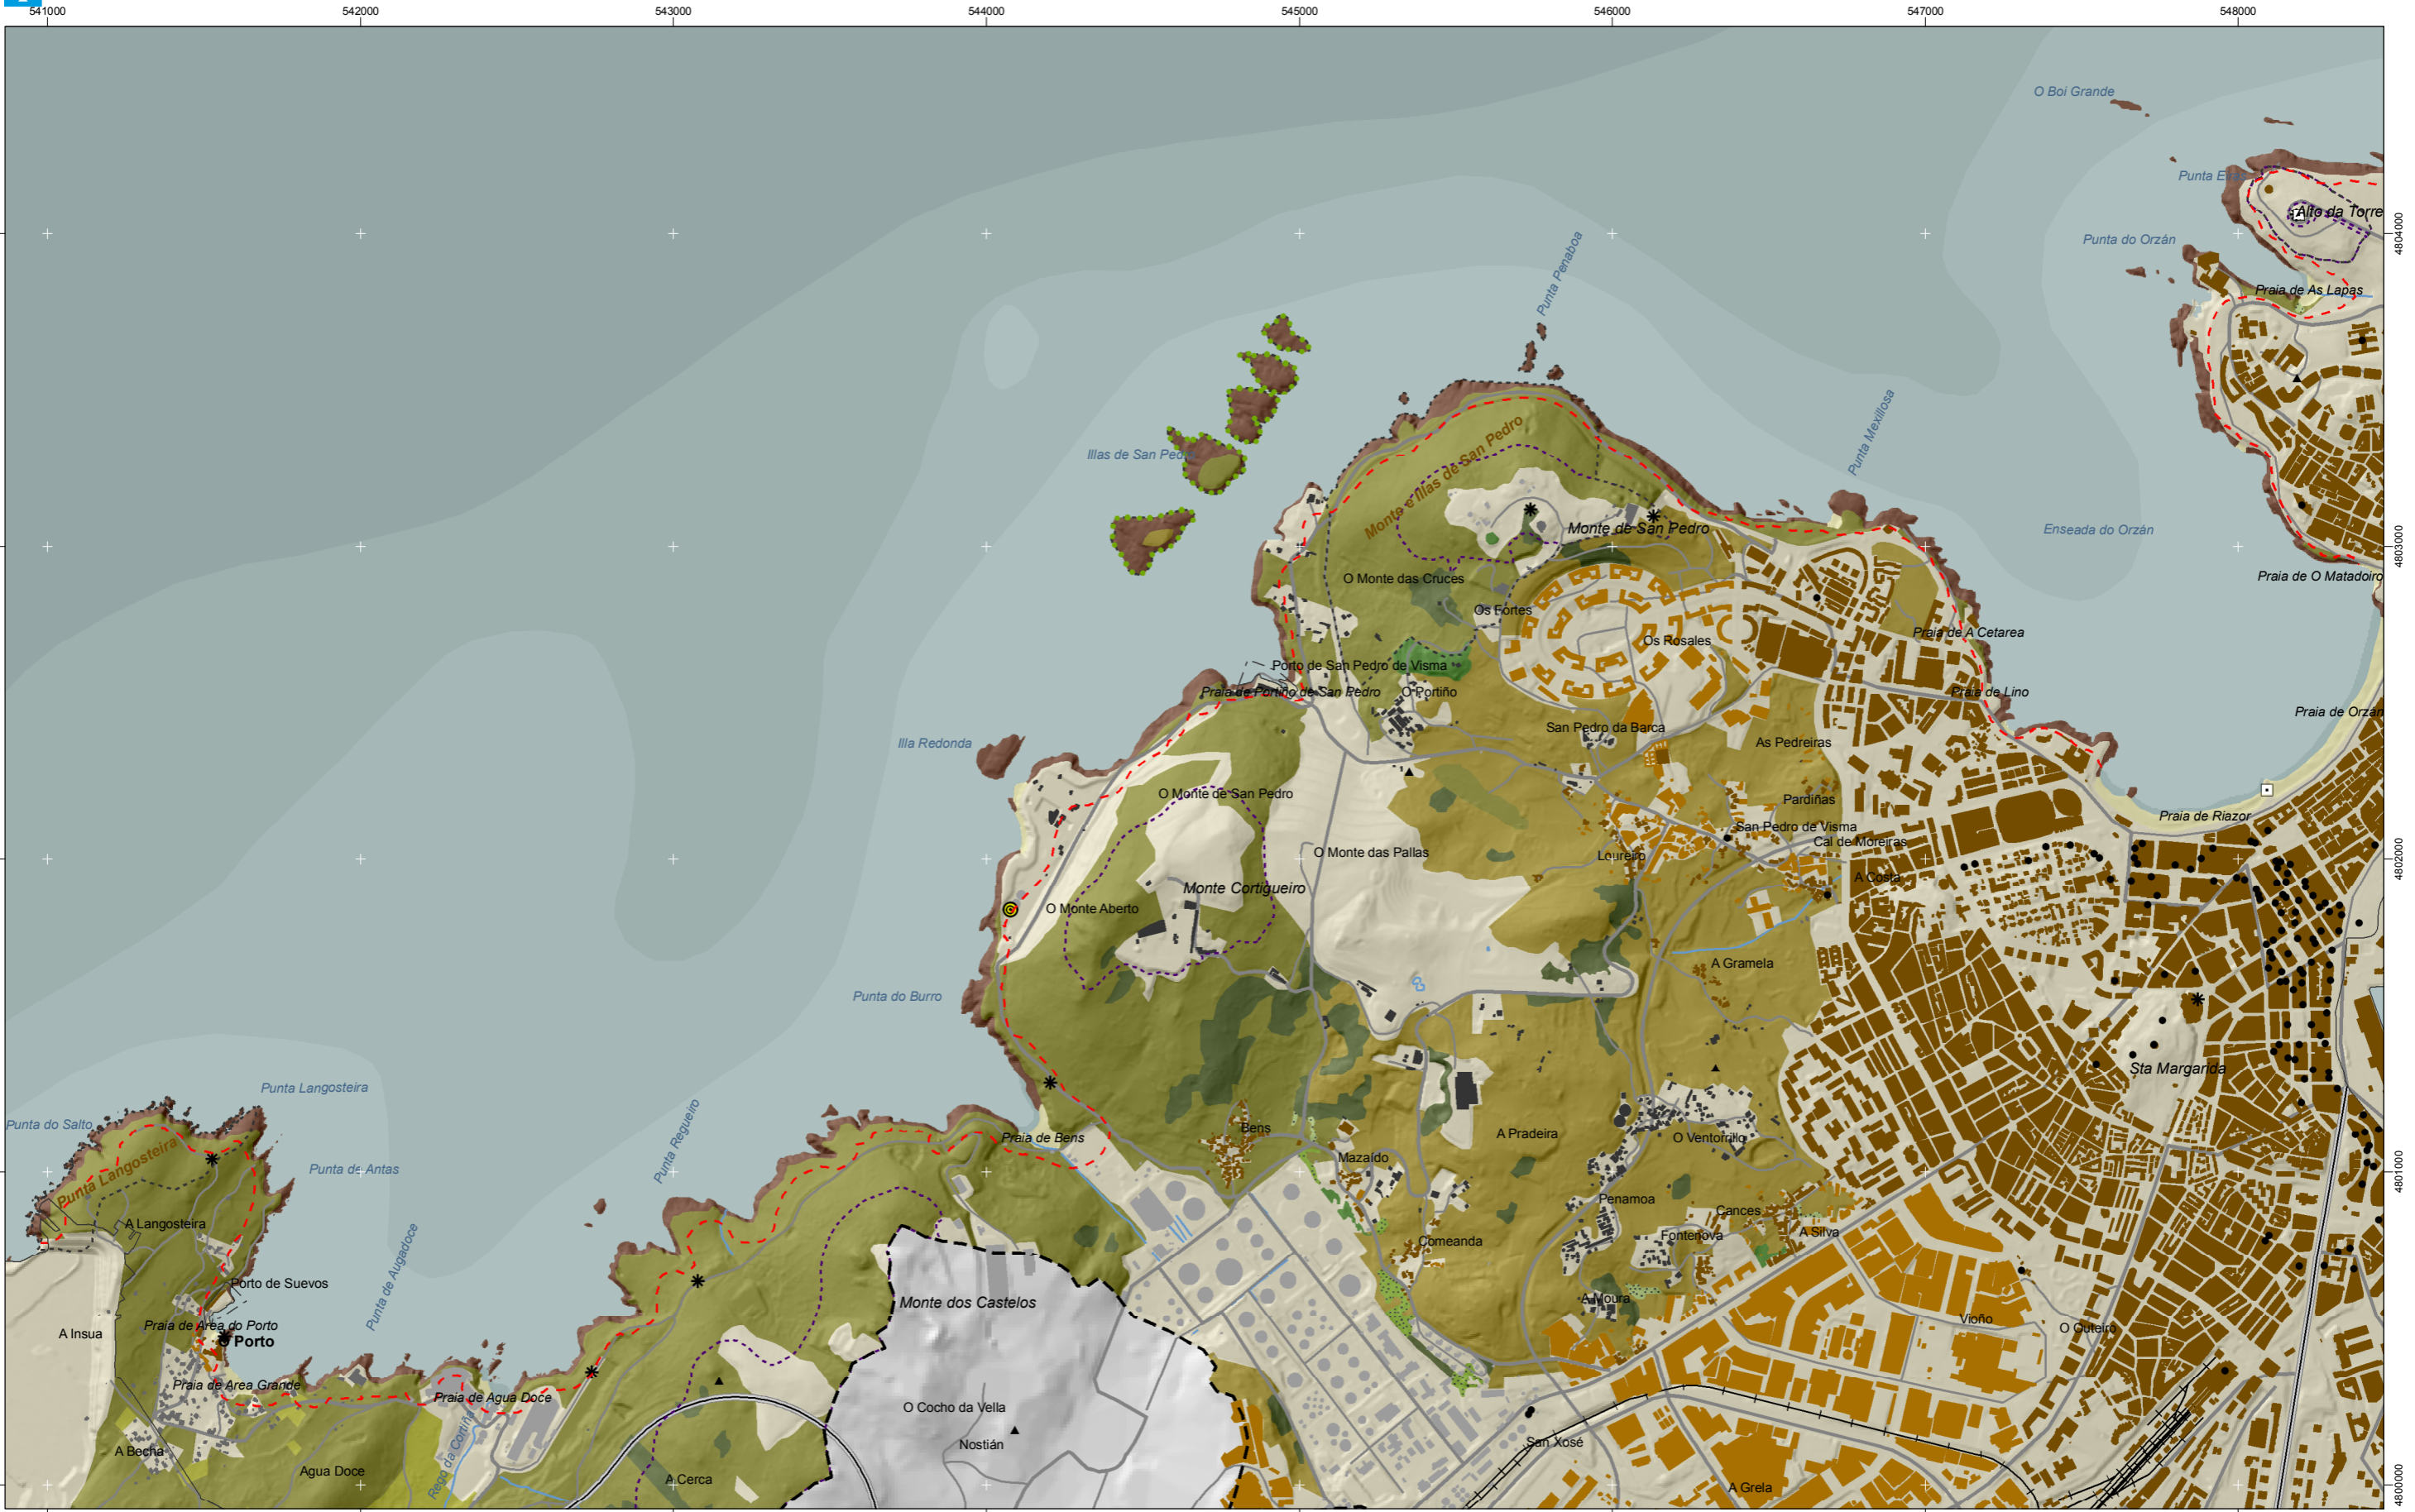 541000 542000 543000 544000 545000 546000 547000 548000
O Boi Grande
Punta Eiras
Alto da Torre
4804000
Punta do Orzán
Punta Penaboa
Praia de As Lapas
Punta Mexillosa
Illas de San Pedro
Monte e Illas de San Pedro
Monte de San Pedro
Enseada do Orzán
4803000
Praia de O Matadoiro
O Monte das Cruces
Os Fortes
Os Rosales
Praia de A Cetarea
Porto de San Pedro de Visma
Praia de Portiño de San Pedro
O Portiño
Praia de Lino
Praia de Orzán
San Pedro da Barca
Illa Redonda
As Pedreiras
O Monte de San Pedro
Pardiñas
Praia de Riazor
San Pedro de Visma
Cal de Moreiras
O Monte das Pallas
Loureiro
4802000
A Costa
Monte Cortigueiro
O Monte Aberto
A Gramela
Punta do Burro
Sta Margarida
Punta Langosteira
Punta do Salto
Punta Regueiro
Bens
A Pradeira
Praia de Bens
O Ventorrillo
Punta Langosteira
Punta de Antas
Mazaído
4801000
Penamoa
Cances
A Langosteira
Fontenova
A Silva
Comeanda
Punta de Augadoce
Porto de Suevos
Monte dos Castelos
A Moura
Vioño
O Outeiro
Praia de Area do Porto
A Insua
O Porto
Praia de Area Grande
Praia de Agua Doce
O Cocho da Vella
Rego da Cortiña
Nostián
San Xosé
A Becha
Agua Doce
A Cerca
A Grela
4800000